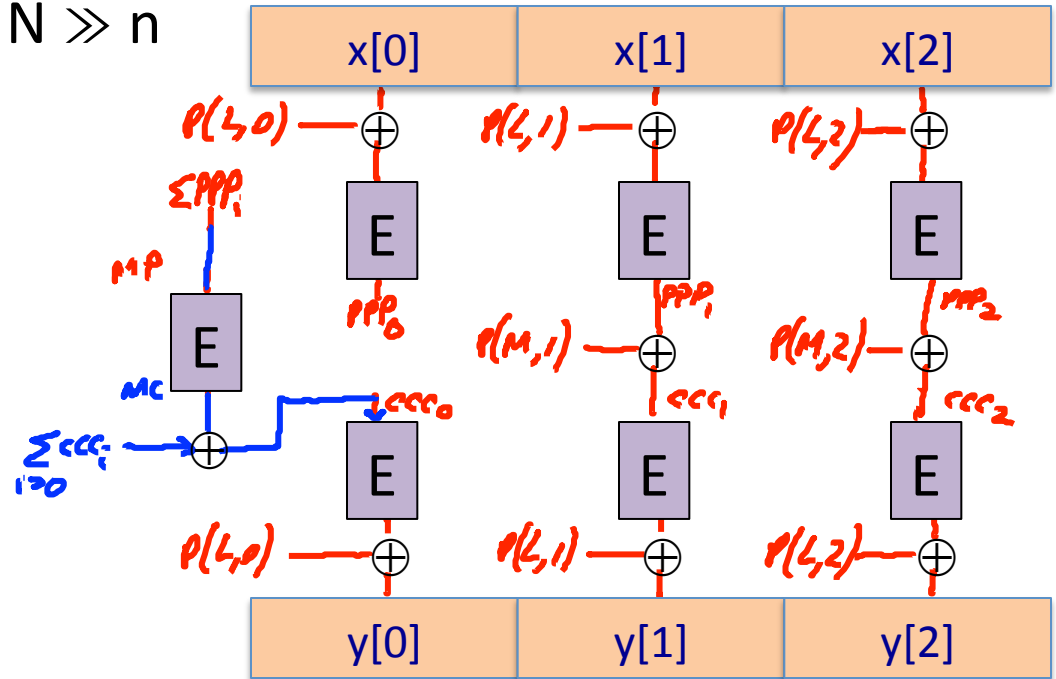 N ≫ n
x[0] x[1] x[2]
P(L,0) P(L,1) P(L,2)
ΣPPPᵢ
E E E
MP
PPP₀ PPP₁ PPP₂
E
P(M,1) P(M,2)
MC
CCC₀ CCC₁ CCC₂
Σ CCCᵢ
i>0
E E E
P(L,0) P(L,1) P(L,2)
y[0] y[1] y[2]